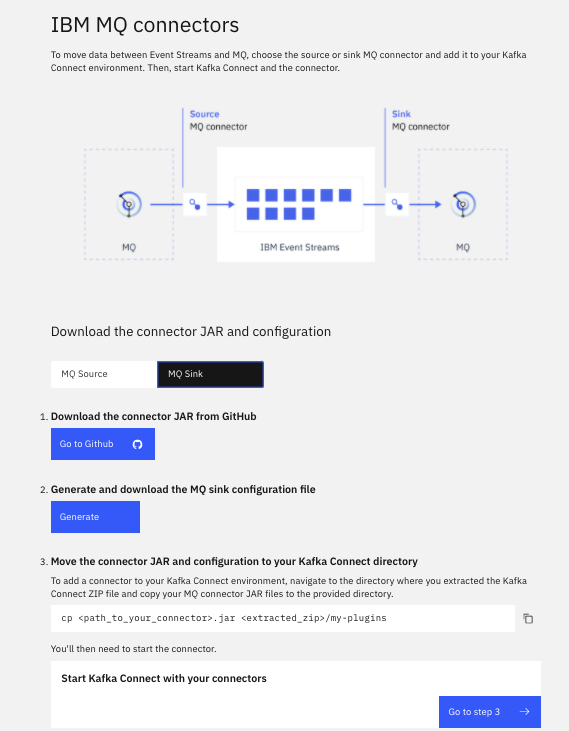 IBM MQ connectors
To move data between Event Streams and MQ, choose the source or sink MQ connector and add it to your Kafka
Connect environment. Then, start Kafka Connect and the connector.
Source
MQ connector
Sink
MQ connector
MQ
IBM Event Streams
MQ
Download the connector JAR and configuration
MQ Source
MQ Sink
1. Download the connector JAR from GitHub
Go to Github
2. Generate and download the MQ sink configuration file
Generate
3. Move the connector JAR and configuration to your Kafka Connect directory
To add a connector to your Kafka Connect environment, navigate to the directory where you extracted the Kafka
Connect ZIP file and copy your MQ connector JAR files to the provided directory.
cp <path_to_your_connector>.jar <extracted_zip>/my-plugins
You'll then need to start the connector.
Start Kafka Connect with your connectors
Go to step 3